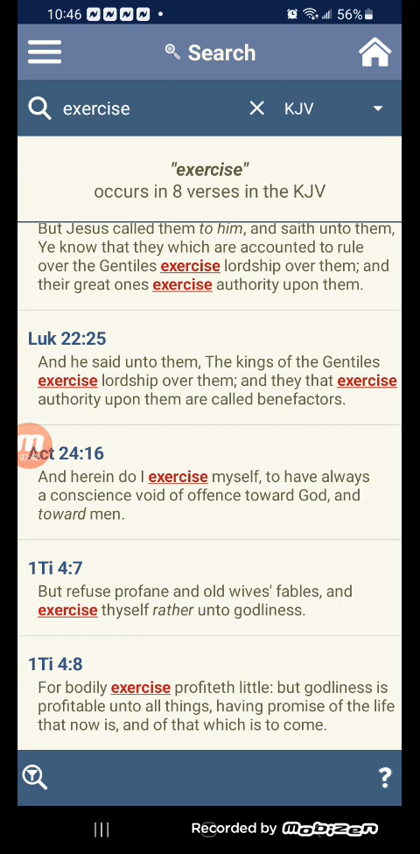 10:46 56%
Search
exercise KJV
"exercise"
occurs in 8 verses in the KJV
But Jesus called them to him, and saith unto them,
Ye know that they which are accounted to rule
over the Gentiles exercise lordship over them; and
their great ones exercise authority upon them.
Luk 22:25
And he said unto them, The kings of the Gentiles
exercise lordship over them; and they that exercise
authority upon them are called benefactors.
Act 24:16
And herein do I exercise myself, to have always
a conscience void of offence toward God, and
toward men.
1Ti 4:7
But refuse profane and old wives' fables, and
exercise thyself rather unto godliness.
1Ti 4:8
For bodily exercise profiteth little: but godliness is
profitable unto all things, having promise of the life
that now is, and of that which is to come.
?
Recorded by Mobizen